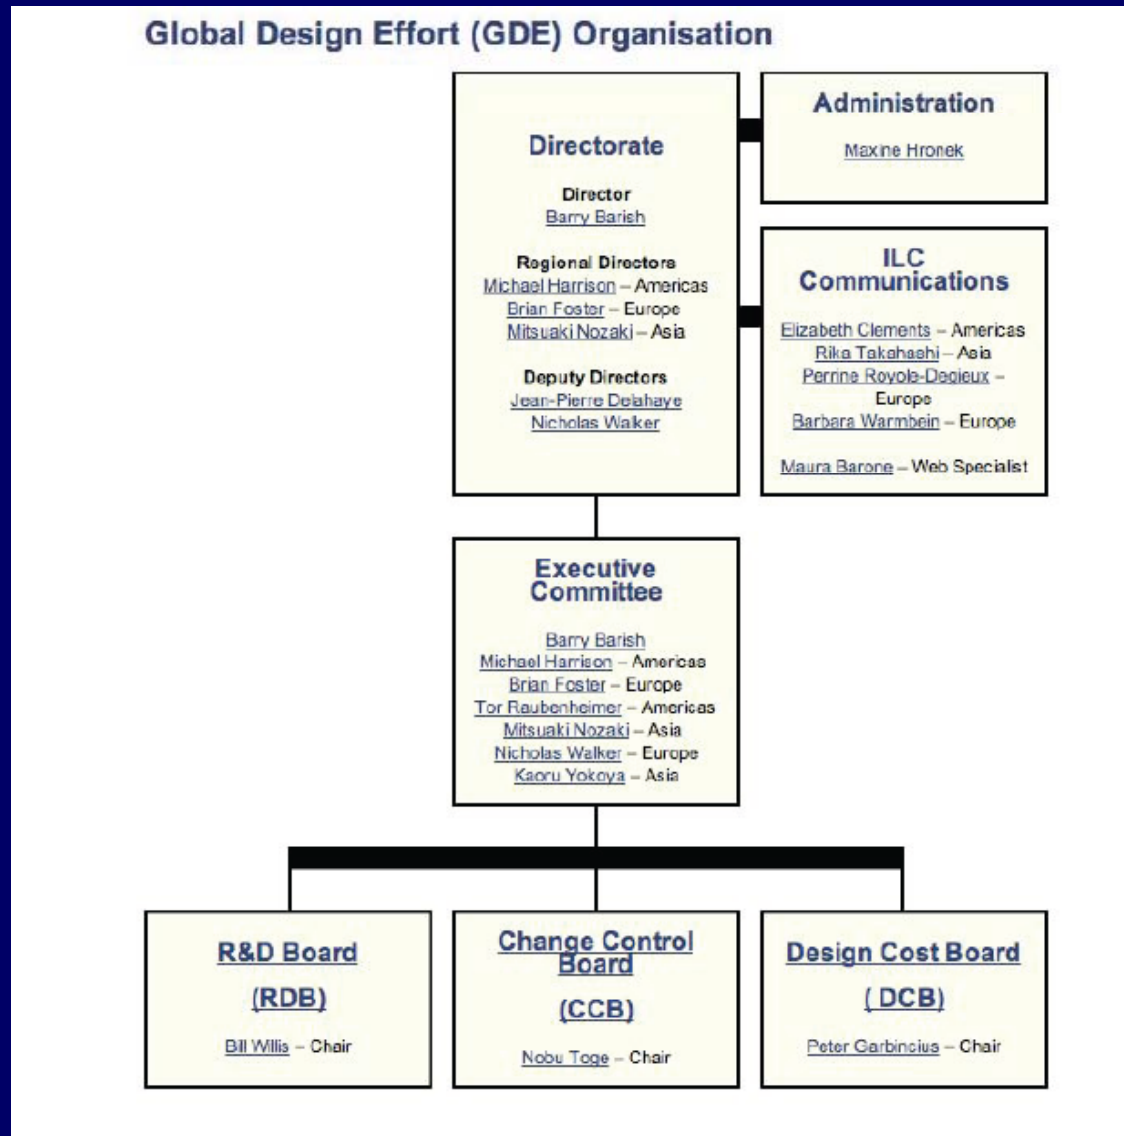 Global Design Effort (GDE) Organisation
Directorate
Director
Barry Barish
Regional Directors
Michael Harrison – Americas
Brian Foster – Europe
Mitsuaki Nozaki – Asia
Deputy Directors
Jean-Pierre Delahaye
Nicholas Walker
Administration
Maxine Hronek
ILC
Communications
Elizabeth Clements – Americas
Rika Takahashi – Asia
Perrine Royole-Degieux –
Europe
Barbara Warmbein – Europe
Maura Barone – Web Specialist
Executive
Committee
Barry Barish
Michael Harrison – Americas
Brian Foster – Europe
Tor Raubenheimer – Americas
Mitsuaki Nozaki – Asia
Nicholas Walker – Europe
Kaoru Yokoya – Asia
R&D Board
(RDB)
Bill Willis – Chair
Change Control
Board
(CCB)
Nobu Toge – Chair
Design Cost Board
( DCB)
Peter Garbincius – Chair